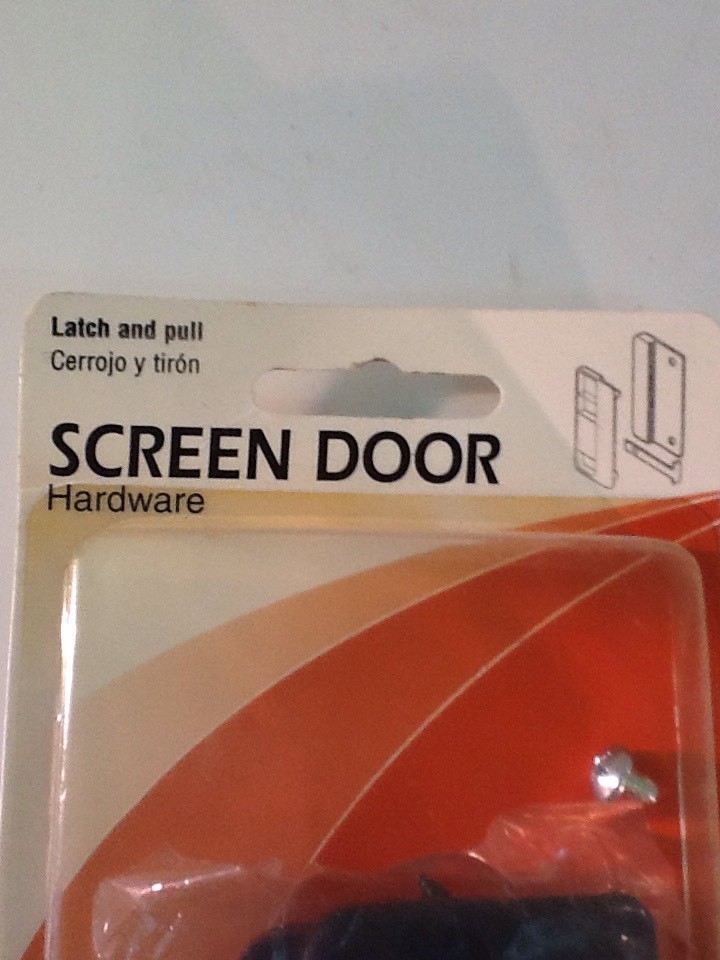 Latch and pull
Cerrojo y tirón
SCREEN DOOR
Hardware